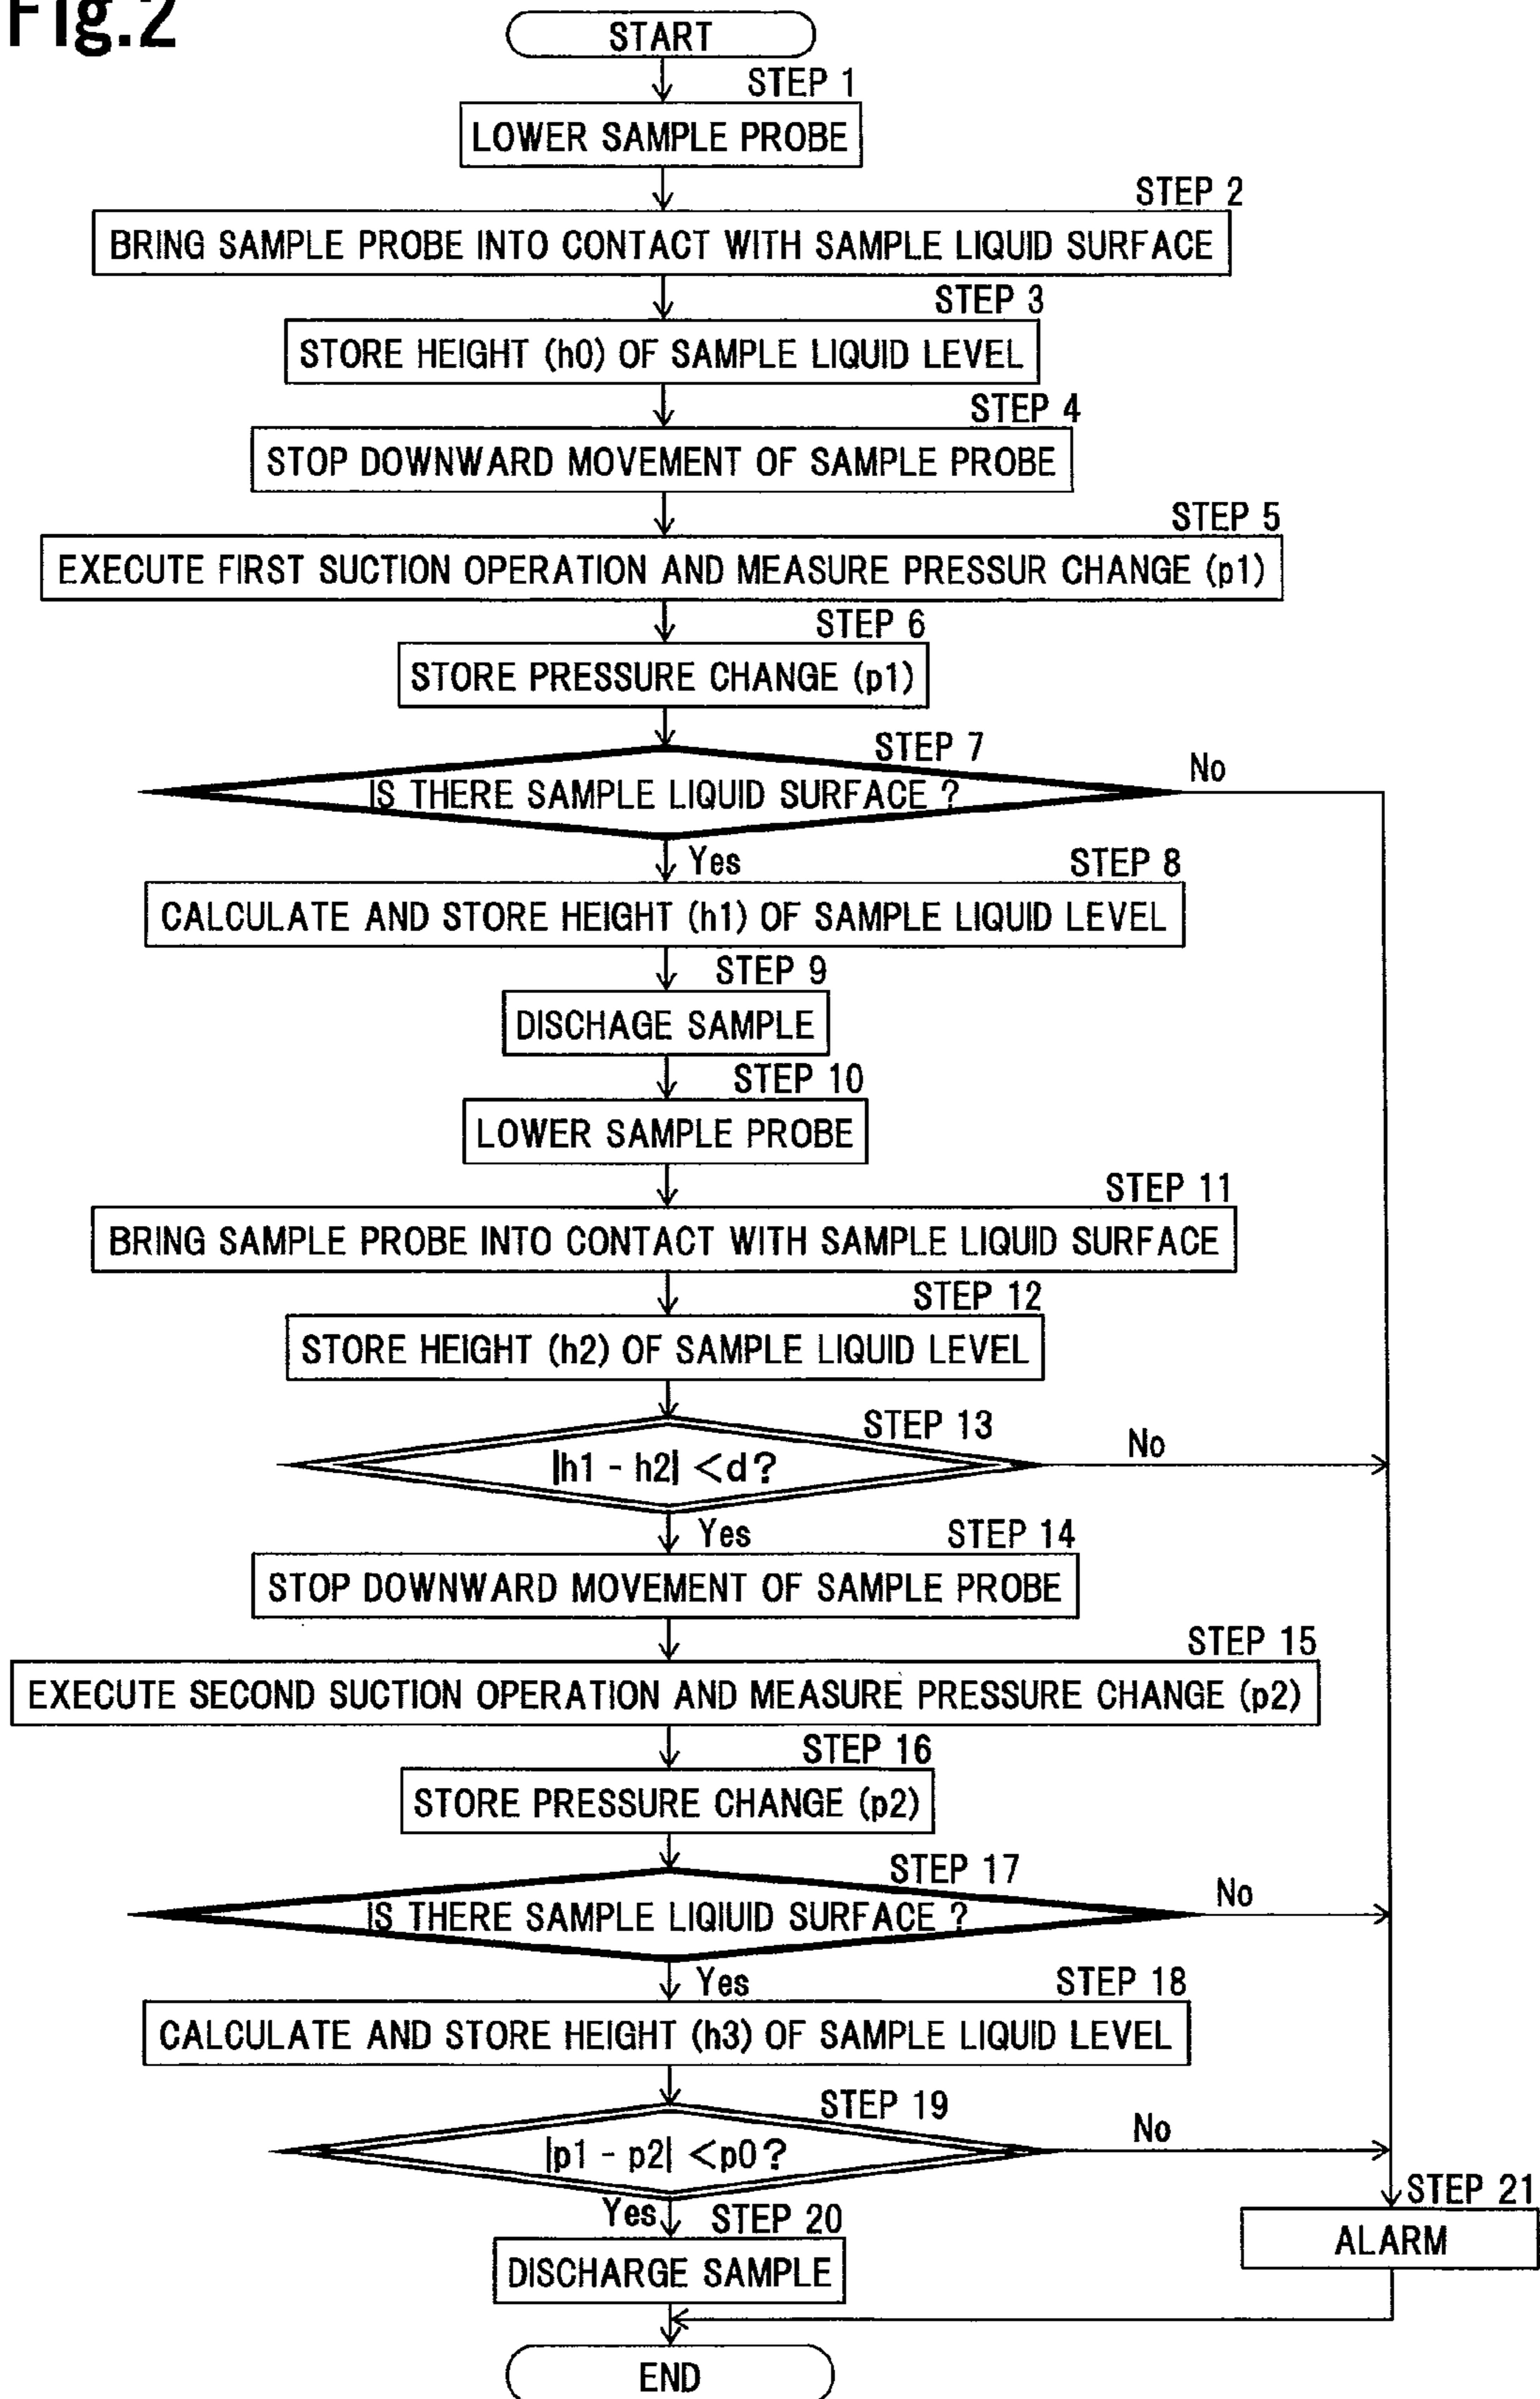 Fig.2
START
STEP 1
LOWER SAMPLE PROBE
STEP 2
BRING SAMPLE PROBE INTO CONTACT WITH SAMPLE LIQUID SURFACE
STEP 3
STORE HEIGHT (h0) OF SAMPLE LIQUID LEVEL
STEP 4
STOP DOWNWARD MOVEMENT OF SAMPLE PROBE
STEP 5
EXECUTE FIRST SUCTION OPERATION AND MEASURE PRESSUR CHANGE (p1)
STEP 6
STORE PRESSURE CHANGE (p1)
STEP 7
No
IS THERE SAMPLE LIQUID SURFACE ?
Yes
STEP 8
CALCULATE AND STORE HEIGHT (h1) OF SAMPLE LIQUID LEVEL
STEP 9
DISCHAGE SAMPLE
STEP 10
LOWER SAMPLE PROBE
STEP 11
BRING SAMPLE PROBE INTO CONTACT WITH SAMPLE LIQUID SURFACE
STEP 12
STORE HEIGHT (h2) OF SAMPLE LIQUID LEVEL
STEP 13
No
|h1 - h2| <d?
Yes
STEP 14
STOP DOWNWARD MOVEMENT OF SAMPLE PROBE
STEP 15
EXECUTE SECOND SUCTION OPERATION AND MEASURE PRESSURE CHANGE (p2)
STEP 16
STORE PRESSURE CHANGE (p2)
STEP 17
No
IS THERE SAMPLE LIQIUID SURFACE ?
Yes
STEP 18
CALCULATE AND STORE HEIGHT (h3) OF SAMPLE LIQUID LEVEL
STEP 19
No
|p1 - p2| <p0?
Yes
STEP 20
DISCHARGE SAMPLE
STEP 21
ALARM
END